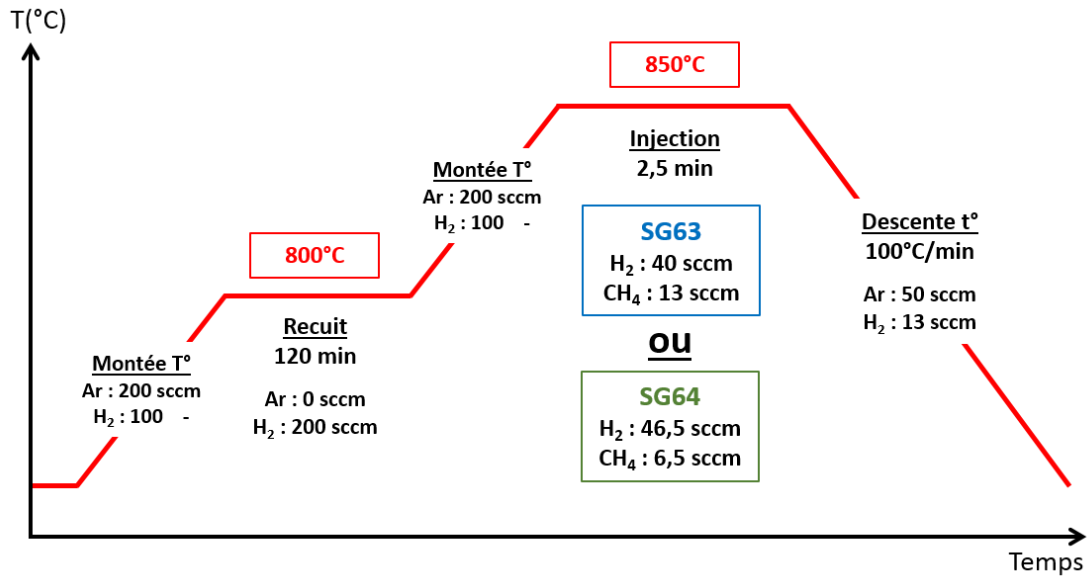 T(°C)
850°C
Injection
2,5 min
Montée T°
Ar : 200 sccm
H₂ : 100 -
SG63
H₂ : 40 sccm
CH₄ : 13 sccm
ou
SG64
H₂ : 46,5 sccm
CH₄ : 6,5 sccm
Descente t°
100°C/min
Ar : 50 sccm
H₂ : 13 sccm
800°C
Recuit
120 min
Ar : 0 sccm
H₂ : 200 sccm
Montée T°
Ar : 200 sccm
H₂ : 100 -
Temps